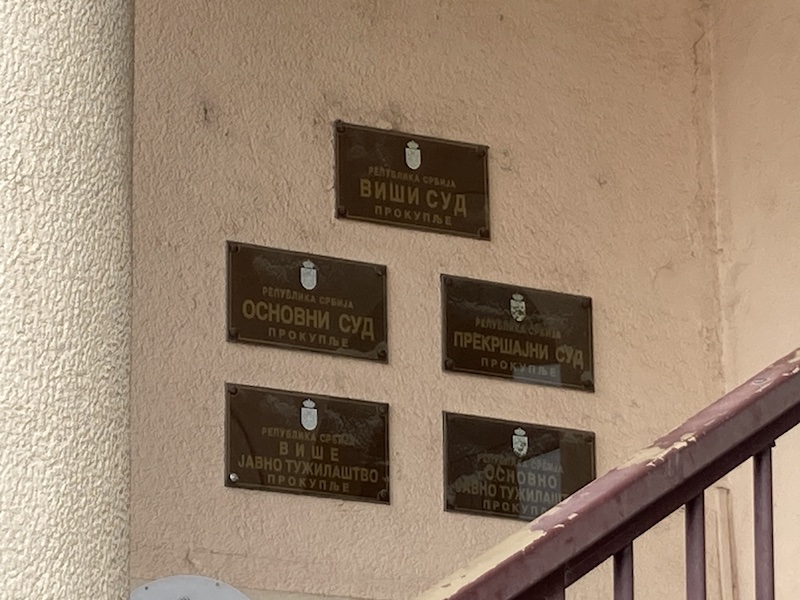 РЕПУБЛИКА СРБИЈА
ВИШИ СУД
ПРОКУПЉЕ
РЕПУБЛИКА СРБИЈА
ОСНОВНИ СУД
ПРОКУПЉЕ
РЕПУБЛИКА СРБИЈА
ПРЕКРШАЈНИ СУД
ПРОКУПЉЕ
РЕПУБЛИКА СРБИЈА
ВИШЕ
ЈАВНО ТУЖИЛАШТВО
ПРОКУПЉЕ
РЕПУБЛИКА СРБИЈА
ОСНОВНО
ЈАВНО